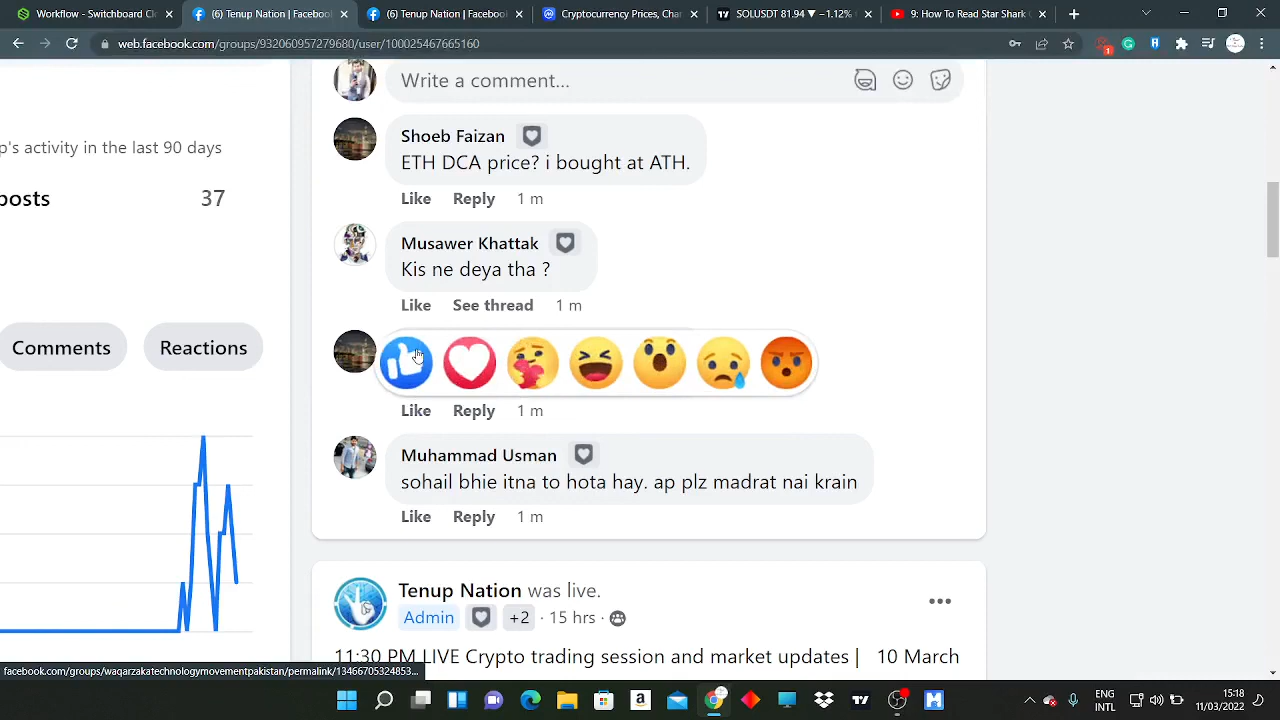 Workflow - Switchboard Cl
(6) Tenup Nation | Facebook
(6) Tenup Nation | Facebook
Cryptocurrency Prices, Char
SOLUSDT 81.94 ▼ −1.12%
9: How To Read Star Shark
web.facebook.com/groups/932060957279680/user/100025467665160
1
Write a comment...
Shoeb Faizan
p's activity in the last 90 days
ETH DCA price? i bought at ATH.
posts 37
Like Reply 1 m
Musawer Khattak
Kis ne deya tha ?
Like See thread 1 m
Comments Reactions
Like Reply 1 m
Muhammad Usman
sohail bhie itna to hota hay. ap plz madrat nai krain
Like Reply 1 m
Tenup Nation was live.
Admin +2 · 15 hrs ·
11:30 PM LIVE Crypto trading session and market updates | 10 March
facebook.com/groups/waqarzakatechnologymovementpakistan/permalink/13466705324853...
ENG
INTL
15:18
11/03/2022